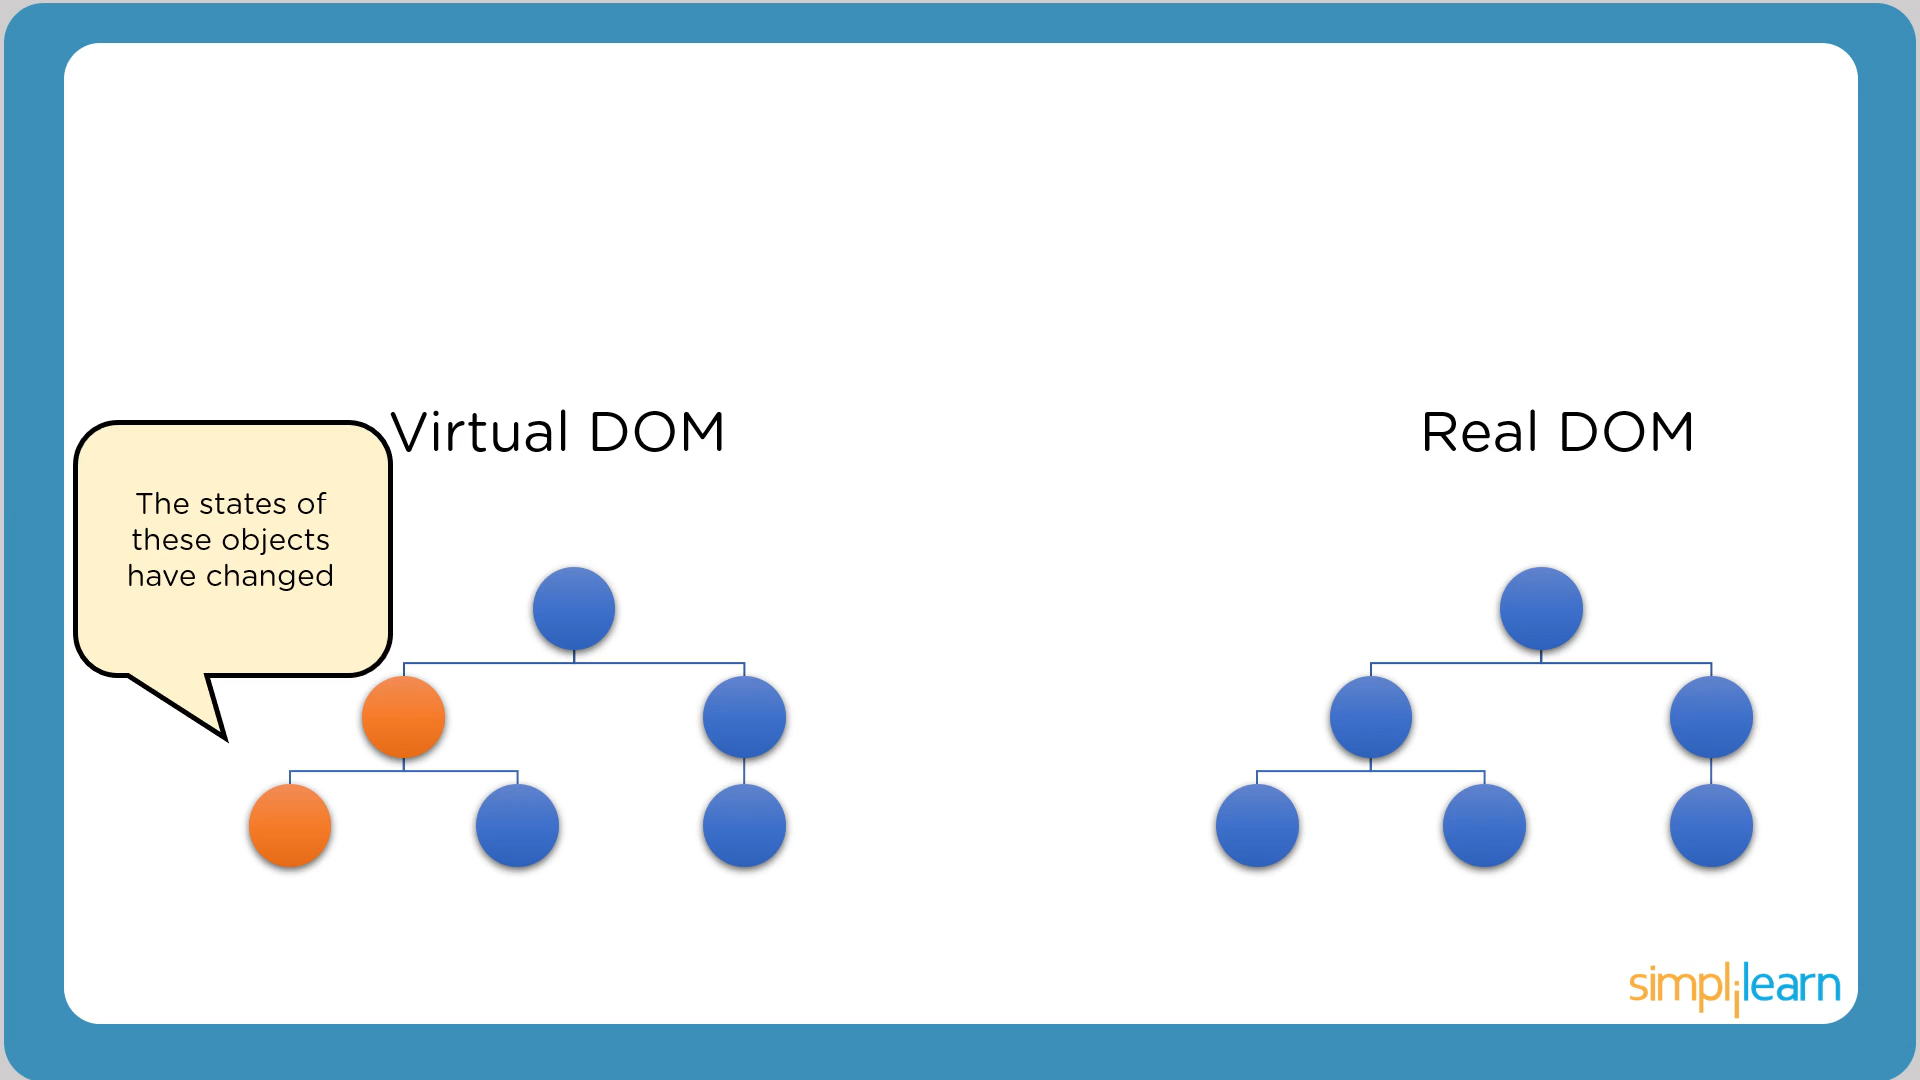 Virtual DOM
Real DOM
The states of
these objects
have changed
simplilearn